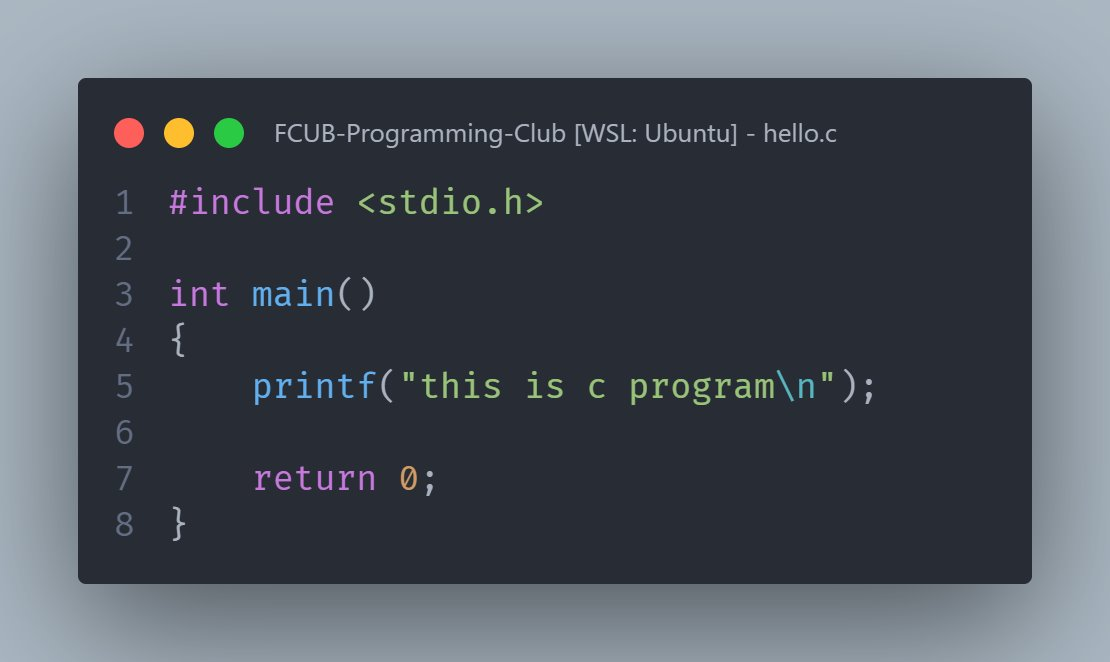 FCUB-Programming-Club [WSL: Ubuntu] - hello.c
1 #include <stdio.h>
2
3 int main()
4 {
5     printf("this is c program\n");
6
7     return 0;
8 }